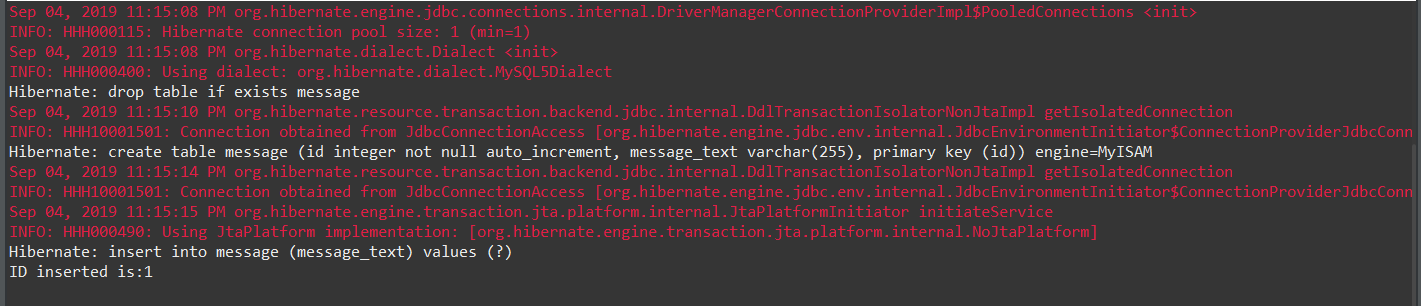 Sep 04, 2019 11:15:08 PM org.hibernate.engine.jdbc.connections.internal.DriverManagerConnectionProviderImpl$PooledConnections <init>
INFO: HHH000115: Hibernate connection pool size: 1 (min=1)
Sep 04, 2019 11:15:08 PM org.hibernate.dialect.Dialect <init>
INFO: HHH000400: Using dialect: org.hibernate.dialect.MySQL5Dialect
Hibernate: drop table if exists message
Sep 04, 2019 11:15:10 PM org.hibernate.resource.transaction.backend.jdbc.internal.DdlTransactionIsolatorNonJtaImpl getIsolatedConnection
INFO: HHH10001501: Connection obtained from JdbcConnectionAccess [org.hibernate.engine.jdbc.env.internal.JdbcEnvironmentInitiator$ConnectionProviderJdbcConn
Hibernate: create table message (id integer not null auto_increment, message_text varchar(255), primary key (id)) engine=MyISAM
Sep 04, 2019 11:15:14 PM org.hibernate.resource.transaction.backend.jdbc.internal.DdlTransactionIsolatorNonJtaImpl getIsolatedConnection
INFO: HHH10001501: Connection obtained from JdbcConnectionAccess [org.hibernate.engine.jdbc.env.internal.JdbcEnvironmentInitiator$ConnectionProviderJdbcConn
Sep 04, 2019 11:15:15 PM org.hibernate.engine.transaction.jta.platform.internal.JtaPlatformInitiator initiateService
INFO: HHH000490: Using JtaPlatform implementation: [org.hibernate.engine.transaction.jta.platform.internal.NoJtaPlatform]
Hibernate: insert into message (message_text) values (?)
ID inserted is:1